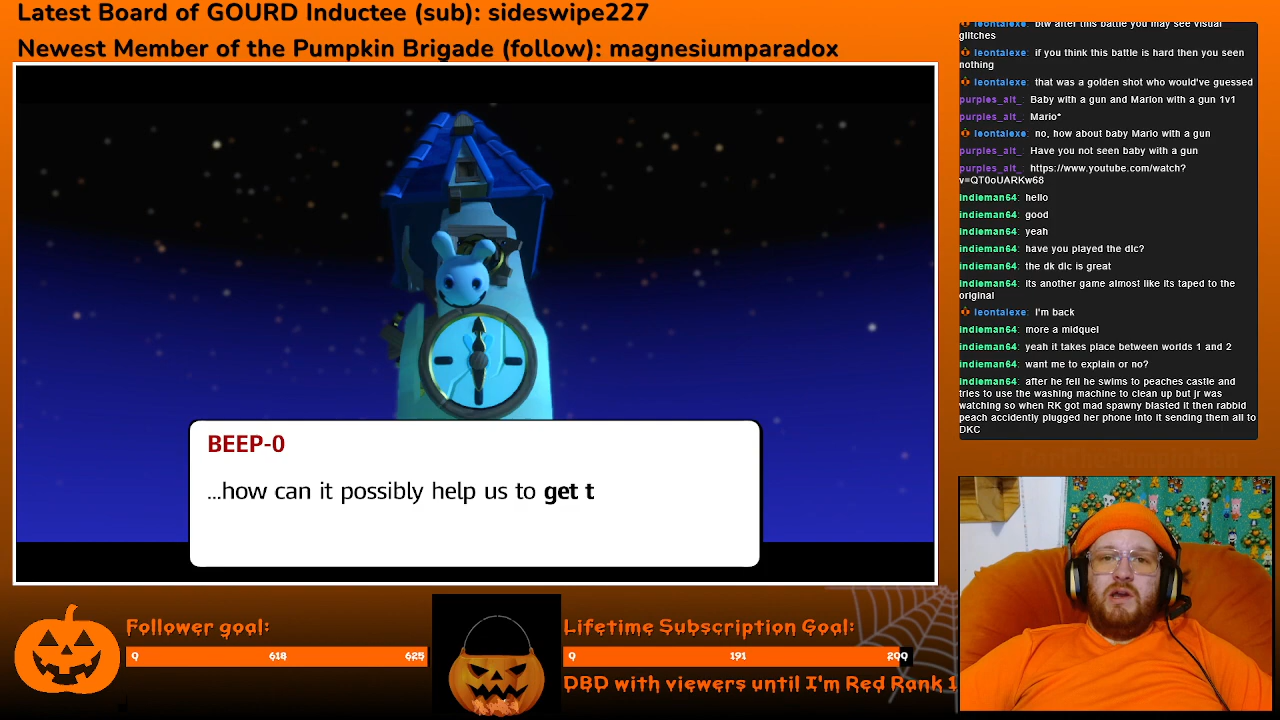 Latest Board of GOURD Inductee (sub): sideswipe227
Newest Member of the Pumpkin Brigade (follow): magnesiumparadox
BEEP-0
...how can it possibly help us to get t
Follower goal:
0 618 625
Lifetime Subscription Goal:
0 191 200
DBD with viewers until I'm Red Rank 1
leontalexe: btw after this battle you may see visual
glitches
leontalexe: if you think this battle is hard then you seen
nothing
leontalexe: that was a golden shot who would've guessed
purples_alt_: Baby with a gun and Marion with a gun 1v1
purples_alt_: Mario*
leontalexe: no, how about baby Mario with a gun
purples_alt_: Have you not seen baby with a gun
purples_alt_: https://www.youtube.com/watch?
v=QT0oUARKw68
indieman64: hello
indieman64: good
indieman64: yeah
indieman64: have you played the dlc?
indieman64: the dk dlc is great
indieman64: its another game almost like its taped to the
original
leontalexe: I'm back
indieman64: more a midquel
indieman64: yeah it takes place between worlds 1 and 2
indieman64: want me to explain or no?
indieman64: after he fell he swims to peaches castle and
tries to use the washing machine to clean up but jr was
watching so when RK got mad spawny blasted it then rabbid
peach accidently plugged her phone into it sending them all to
DKC